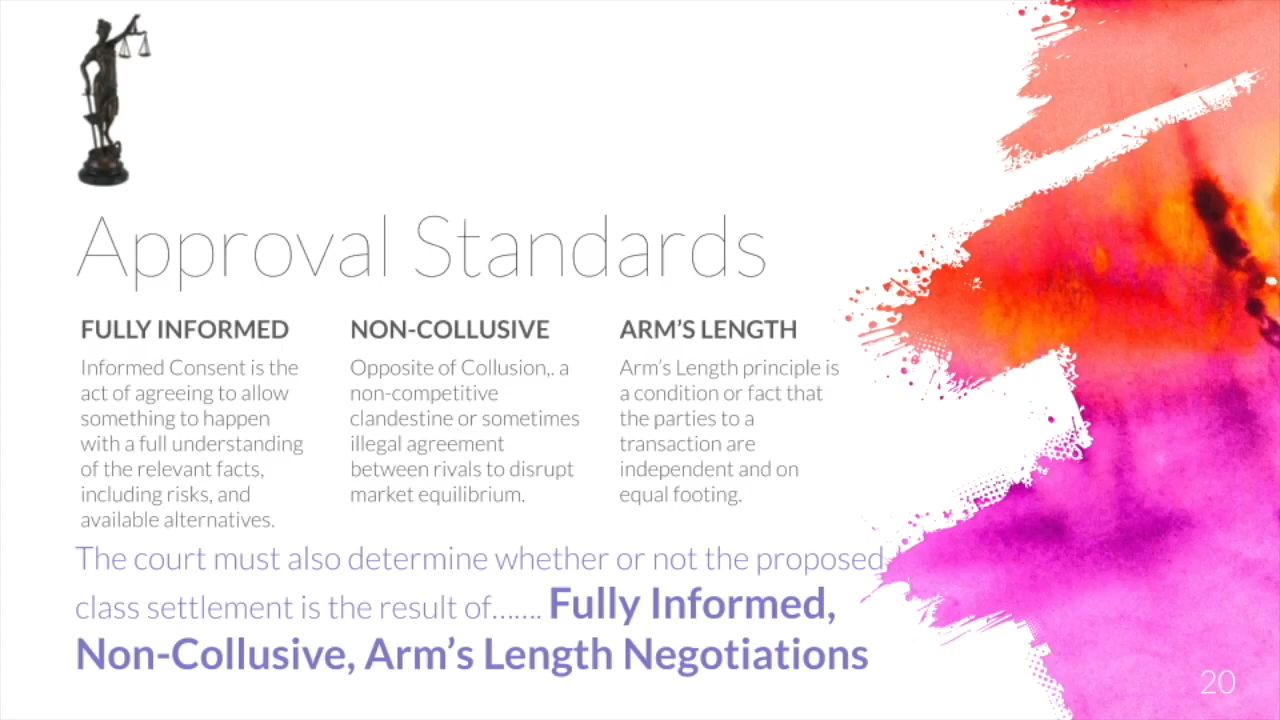 Approval Standards
FULLY INFORMED
Informed Consent is the
act of agreeing to allow
something to happen
with a full understanding
of the relevant facts,
including risks, and
available alternatives.
NON-COLLUSIVE
Opposite of Collusion,. a
non-competitive
clandestine or sometimes
illegal agreement
between rivals to disrupt
market equilibrium.
ARM’S LENGTH
Arm’s Length principle is
a condition or fact that
the parties to a
transaction are
independent and on
equal footing.
The court must also determine whether or not the proposed
class settlement is the result of....... Fully Informed,
Non-Collusive, Arm’s Length Negotiations
20